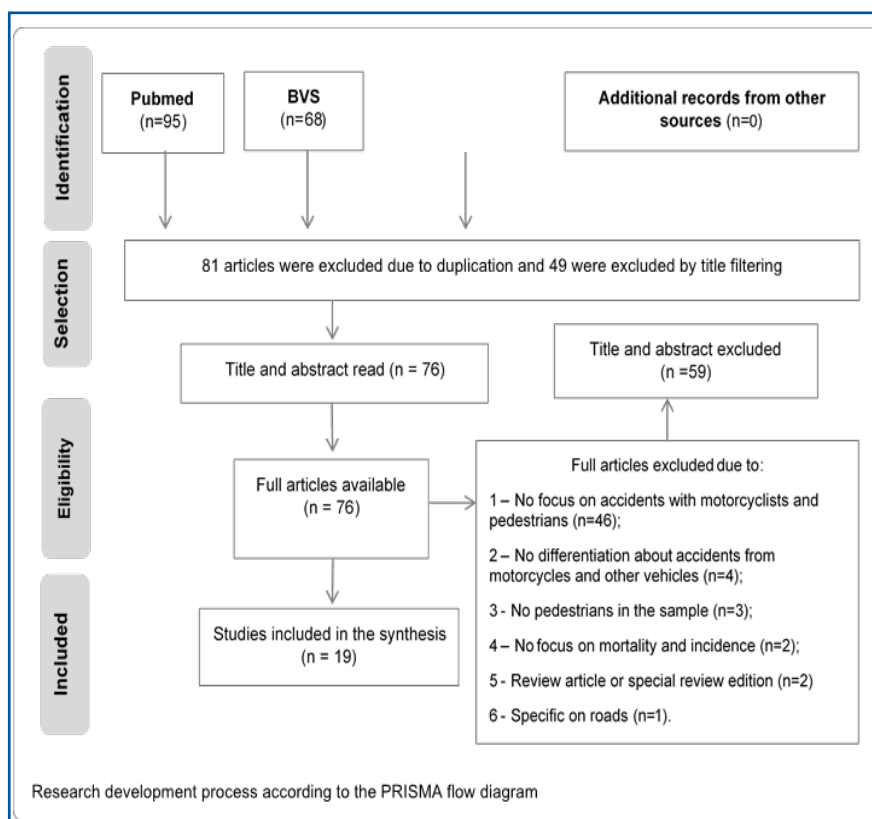 Identification
Pubmed
(n=95)
BVS
(n=68)
Additional records from other
sources (n=0)
Selection
81 articles were excluded due to duplication and 49 were excluded by title filtering
Title and abstract read (n = 76)
Title and abstract excluded
(n =59)
Eligibility
Full articles available
(n = 76)
Full articles excluded due to:
1 – No focus on accidents with motorcyclists and
pedestrians (n=46);
2 – No differentiation about accidents from
motorcycles and other vehicles (n=4);
3 - No pedestrians in the sample (n=3);
4 – No focus on mortality and incidence (n=2);
5 - Review article or special review edition (n=2)
6 - Specific on roads (n=1).
Included
Studies included in the synthesis
(n = 19)
Research development process according to the PRISMA flow diagram